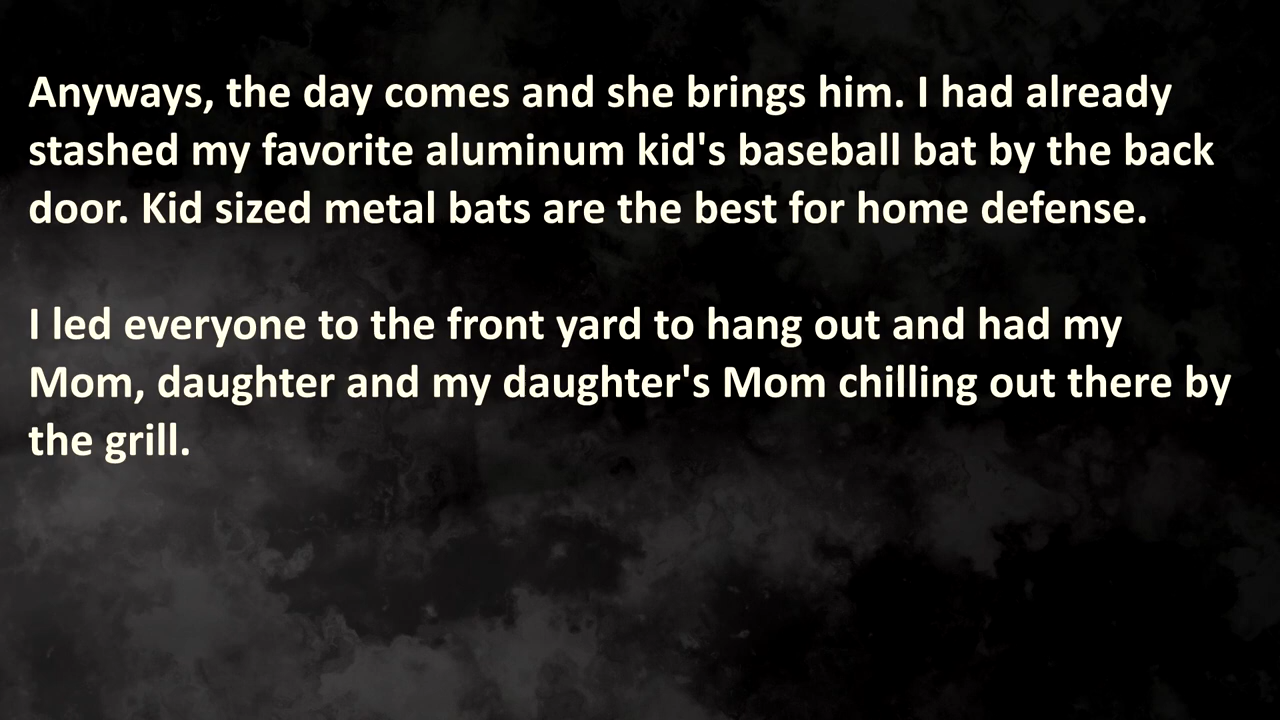 Anyways, the day comes and she brings him. I had already
stashed my favorite aluminum kid's baseball bat by the back
door. Kid sized metal bats are the best for home defense.
I led everyone to the front yard to hang out and had my
Mom, daughter and my daughter's Mom chilling out there by
the grill.